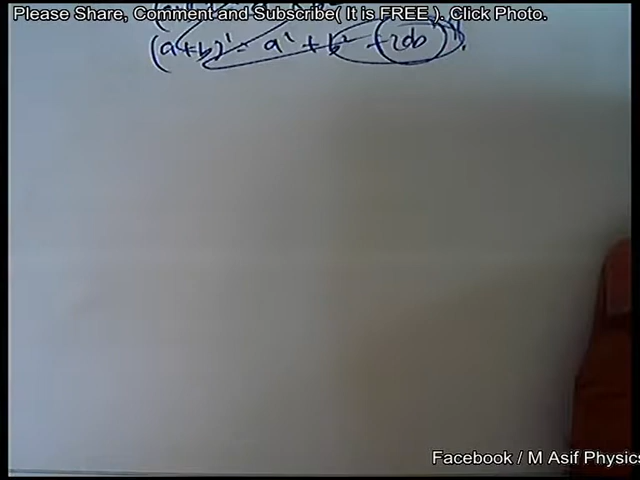 Please Share, Comment and Subscribe( It is FREE ). Click Photo.
(a+b)² = a² + b² + 2ab
Facebook / M Asif Physics